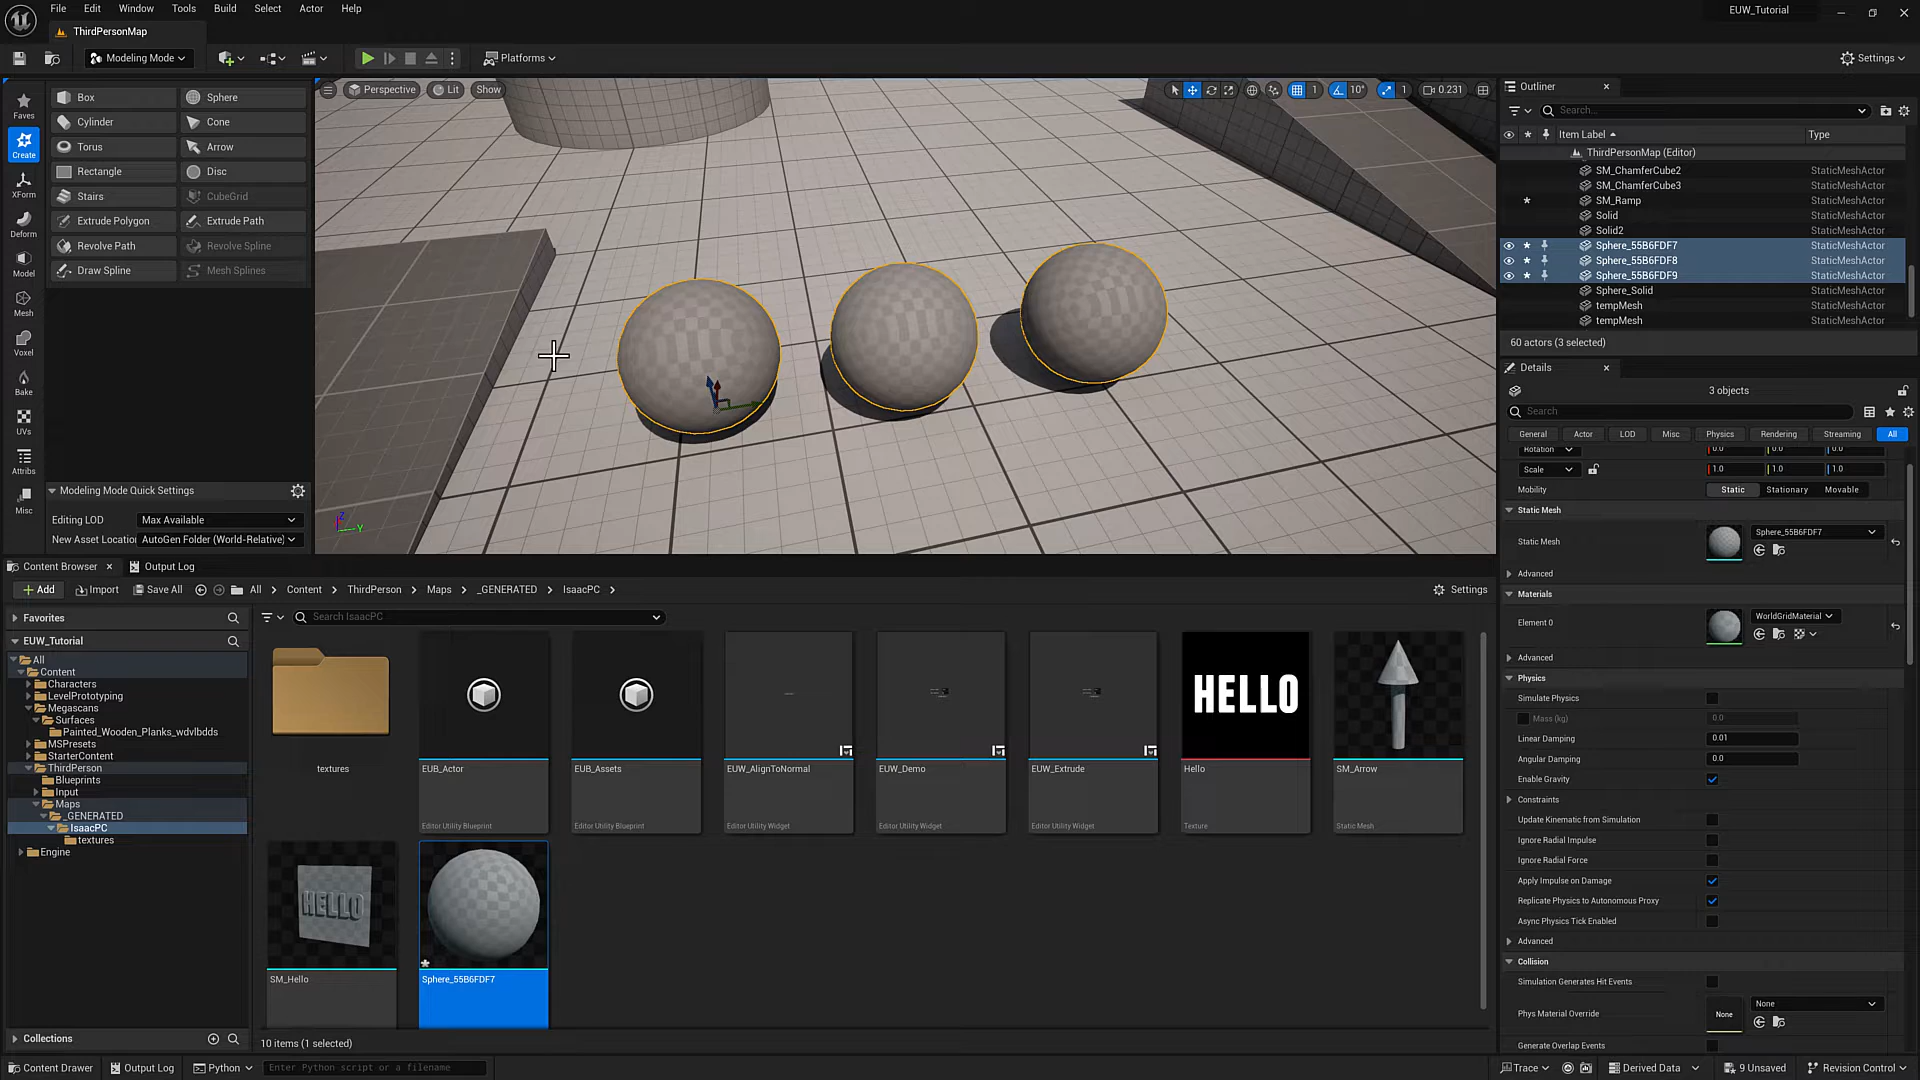 File Edit Window Tools Build Select Actor Help
EUW_Tutorial
ThirdPersonMap
Modeling Mode
Platforms
Settings
Faves
Create
XForm
Deform
Model
Mesh
Voxel
Bake
UVs
Attribs
Misc
Box Sphere
Cylinder Cone
Torus Arrow
Rectangle Disc
Stairs CubeGrid
Extrude Polygon Extrude Path
Revolve Path Revolve Spline
Draw Spline Mesh Splines
Modeling Mode Quick Settings
Editing LOD Max Available
New Asset Locatio AutoGen Folder (World-Relative)
Perspective Lit Show
1 10° 1 0.231
Z
Y
Outliner
Search...
Item Label Type
ThirdPersonMap (Editor)
SM_ChamferCube2 StaticMeshActor
SM_ChamferCube3 StaticMeshActor
SM_Ramp StaticMeshActor
Solid StaticMeshActor
Solid2 StaticMeshActor
Sphere_55B6FDF7 StaticMeshActor
Sphere_55B6FDF8 StaticMeshActor
Sphere_55B6FDF9 StaticMeshActor
Sphere_Solid StaticMeshActor
tempMesh StaticMeshActor
tempMesh StaticMeshActor
60 actors (3 selected)
Details
3 objects
Search
General Actor LOD Misc Physics Rendering Streaming All
Rotation 0.0 0.0 0.0
Scale 1.0 1.0 1.0
Mobility Static Stationary Movable
Static Mesh
Static Mesh Sphere_55B6FDF7
Advanced
Materials
Element 0 WorldGridMaterial
Advanced
Physics
Simulate Physics
Mass (kg) 0.0
Linear Damping 0.01
Angular Damping 0.0
Enable Gravity
Constraints
Update Kinematic from Simulation
Ignore Radial Impulse
Ignore Radial Force
Apply Impulse on Damage
Replicate Physics to Autonomous Proxy
Async Physics Tick Enabled
Advanced
Collision
Simulation Generates Hit Events
Phys Material Override None None
Generate Overlap Events
Content Browser Output Log
Add Import Save All All Content ThirdPerson Maps _GENERATED IsaacPC
Settings
Favorites
EUW_Tutorial
All
Content
Characters
LevelPrototyping
Megascans
Surfaces
Painted_Wooden_Planks_wdvlbdds
MSPresets
StarterContent
ThirdPerson
Blueprints
Input
Maps
_GENERATED
IsaacPC
textures
Engine
Collections
Search IsaacPC
textures
EUB_Actor
Editor Utility Blueprint
EUB_Assets
Editor Utility Blueprint
EUW_AlignToNormal
Editor Utility Widget
EUW_Demo
Editor Utility Widget
EUW_Extrude
Editor Utility Widget
HELLO
Hello
Texture
SM_Arrow
Static Mesh
HELLO
SM_Hello
Sphere_55B6FDF7
10 items (1 selected)
Content Drawer Output Log Python Enter Python script or a filename
Trace Derived Data 9 Unsaved Revision Control